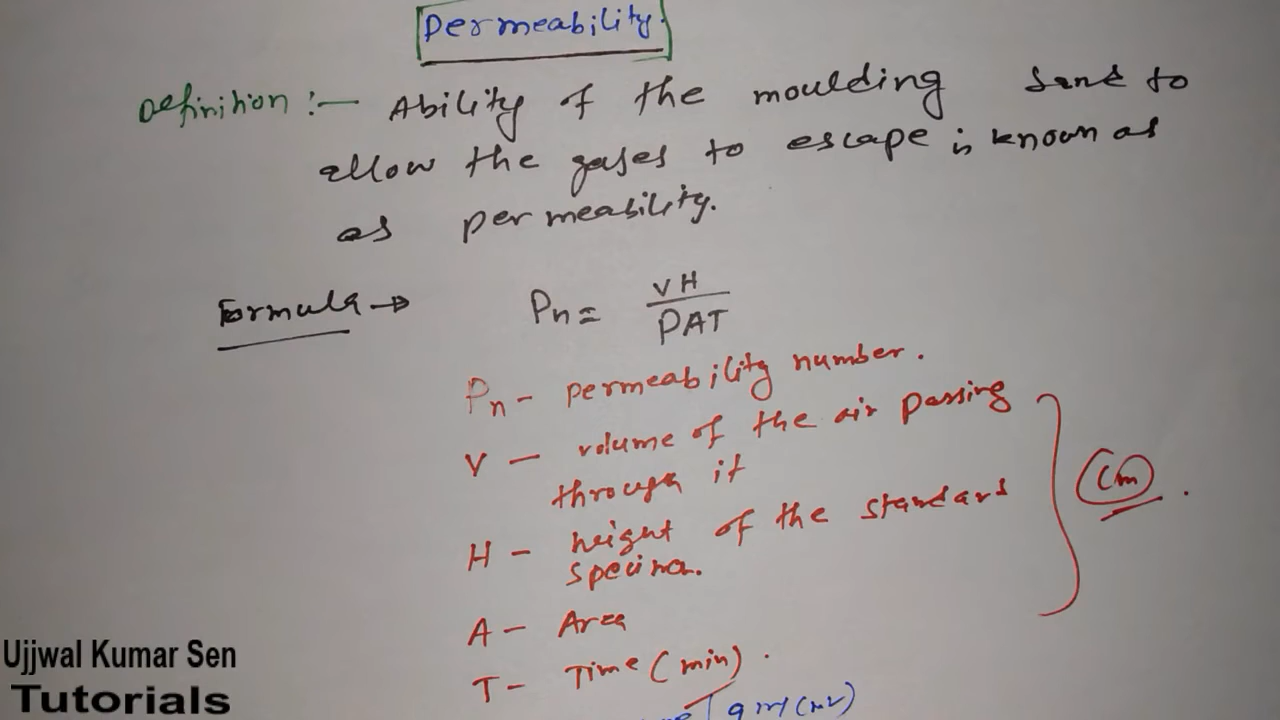 Permeability.
Definition :- Ability of the moulding sand to
allow the gases to escape is known as
as permeability.
Formula → Pn = VH / PAT
Pn - permeability number.
V - volume of the air passing
through it
H - height of the standard
specimen.
(cm)
A - Area
T - Time (min).
Ujjwal Kumar Sen
Tutorials